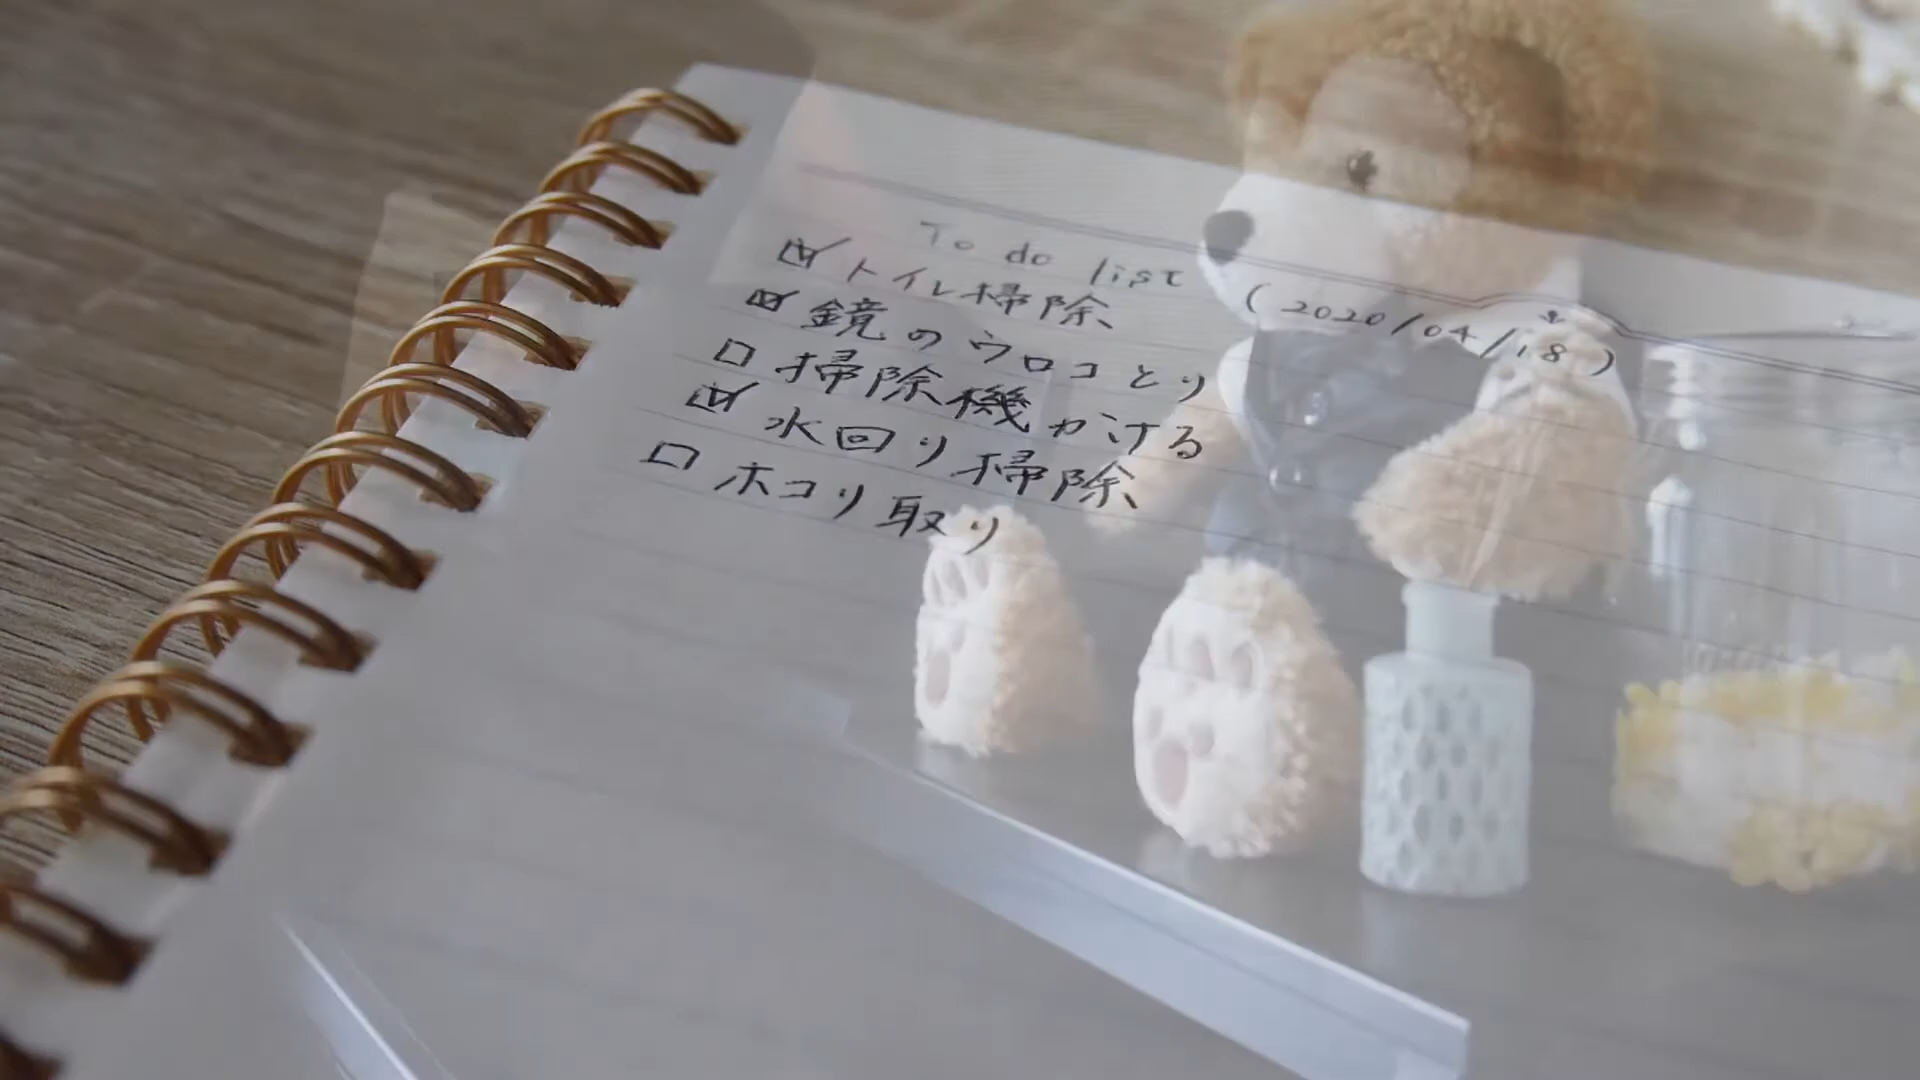 To do list
(2020/04/18)
☑ トイレ掃除
☑ 鏡のウロコとり
☐ 掃除機かける
☑ 水回り掃除
☐ ホコリ取り